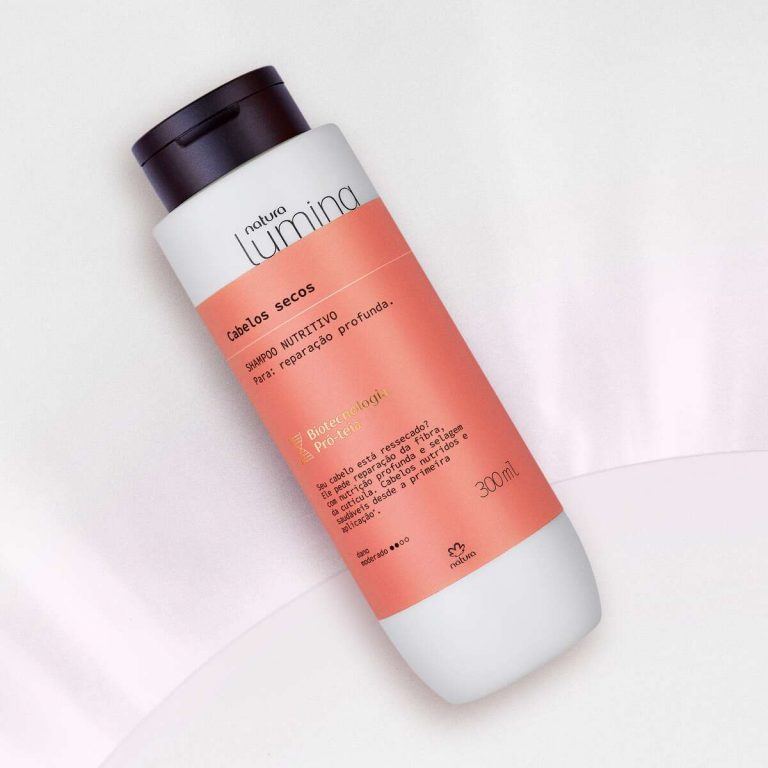 natura
lumina
Cabelos secos
SHAMPOO NUTRITIVO
Para: reparação profunda.
Biotecnologia
Pró-teia
Seu cabelo está ressecado?
Ele pede reparação da fibra,
com nutrição profunda e selagem
da cutícula. Cabelos nutridos e
saudáveis desde a primeira
aplicação*.
300ml
dano
moderado
natura